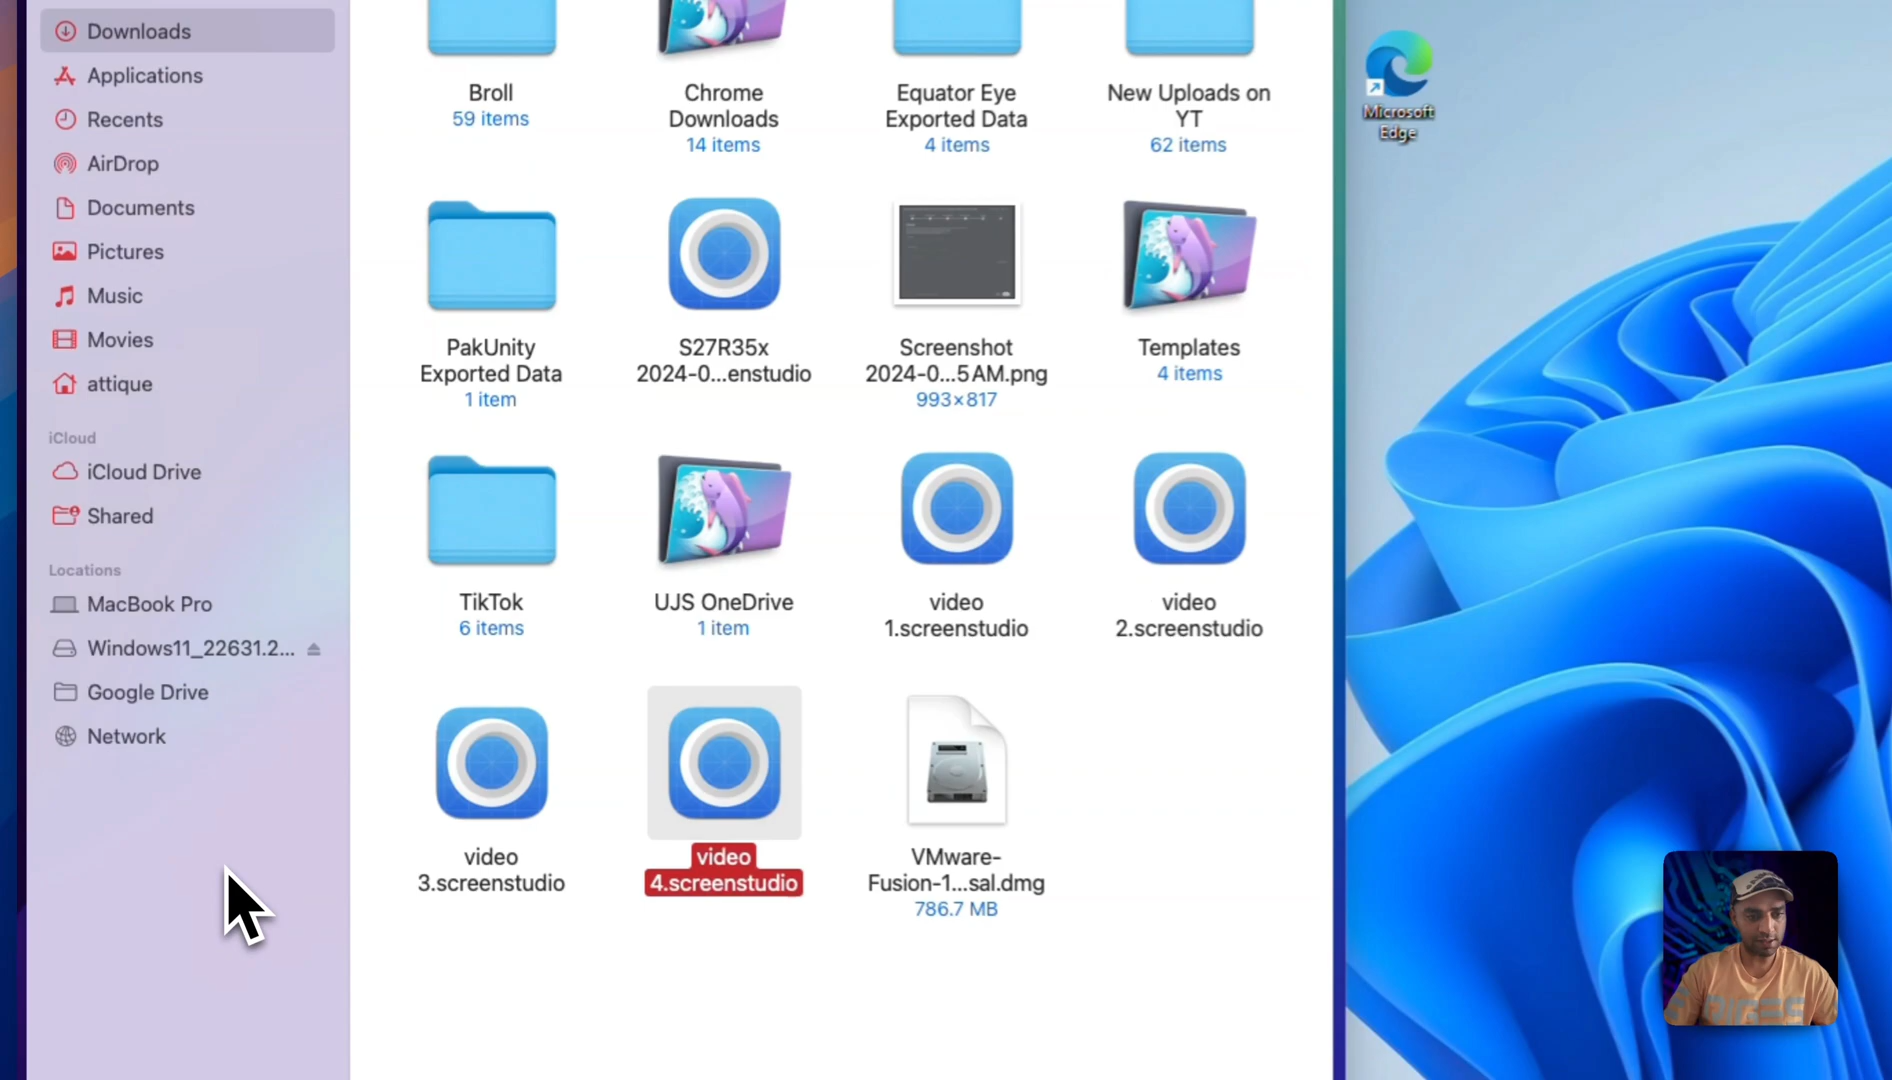 Downloads
Applications
Recents
AirDrop
Documents
Pictures
Music
Movies
attique
iCloud
iCloud Drive
Shared
Locations
MacBook Pro
Windows11_22631.2...
Google Drive
Network
Broll
59 items
Chrome
Downloads
14 items
Equator Eye
Exported Data
4 items
New Uploads on
YT
62 items
PakUnity
Exported Data
1 item
S27R35x
2024-0...enstudio
Screenshot
2024-0...5 AM.png
993×817
Templates
4 items
TikTok
6 items
UJS OneDrive
1 item
video
1.screenstudio
video
2.screenstudio
video
3.screenstudio
video
4.screenstudio
VMware-
Fusion-1...sal.dmg
786.7 MB
Microsoft
Edge